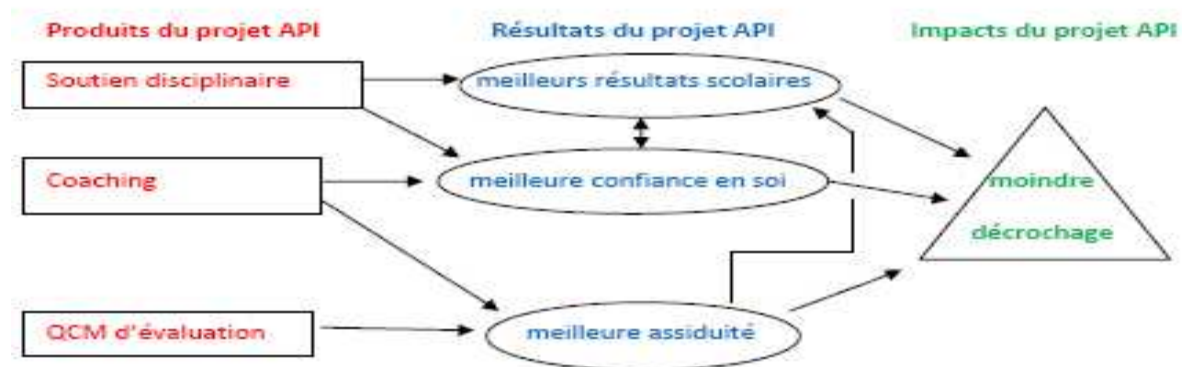 Produits du projet API
Résultats du projet API
Impacts du projet API
Soutien disciplinaire
meilleurs résultats scolaires
Coaching
meilleure confiance en soi
moindre
décrochage
QCM d'évaluation
meilleure assiduité